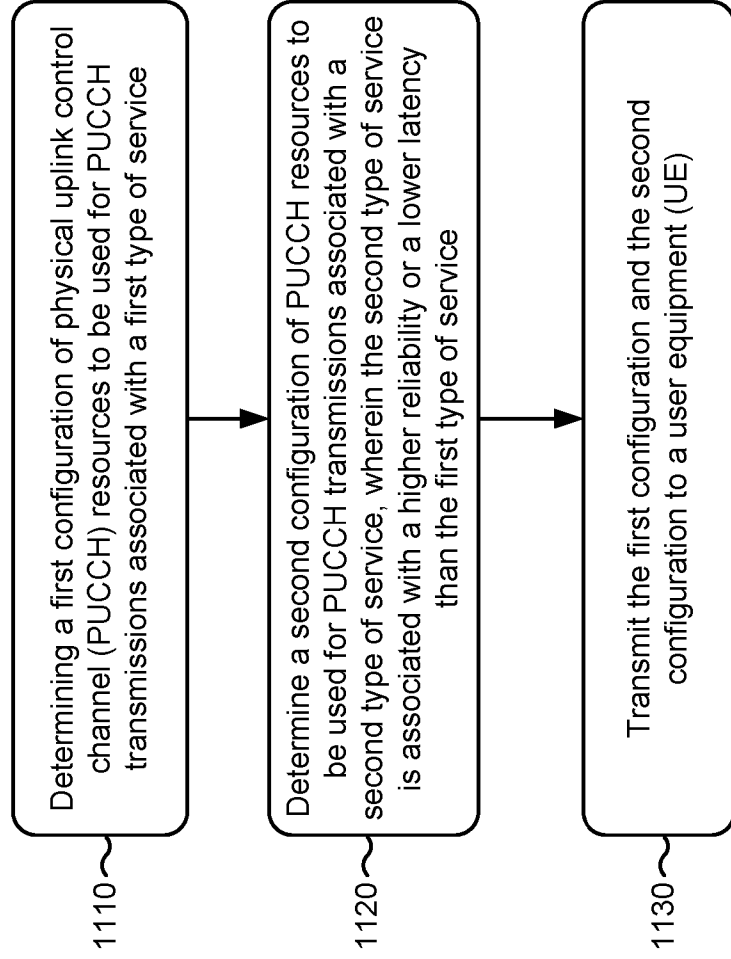 1110
Determining a first configuration of physical uplink control
channel (PUCCH) resources to be used for PUCCH
transmissions associated with a first type of service
1120
Determine a second configuration of PUCCH resources to
be used for PUCCH transmissions associated with a
second type of service, wherein the second type of service
is associated with a higher reliability or a lower latency
than the first type of service
1130
Transmit the first configuration and the second
configuration to a user equipment (UE)